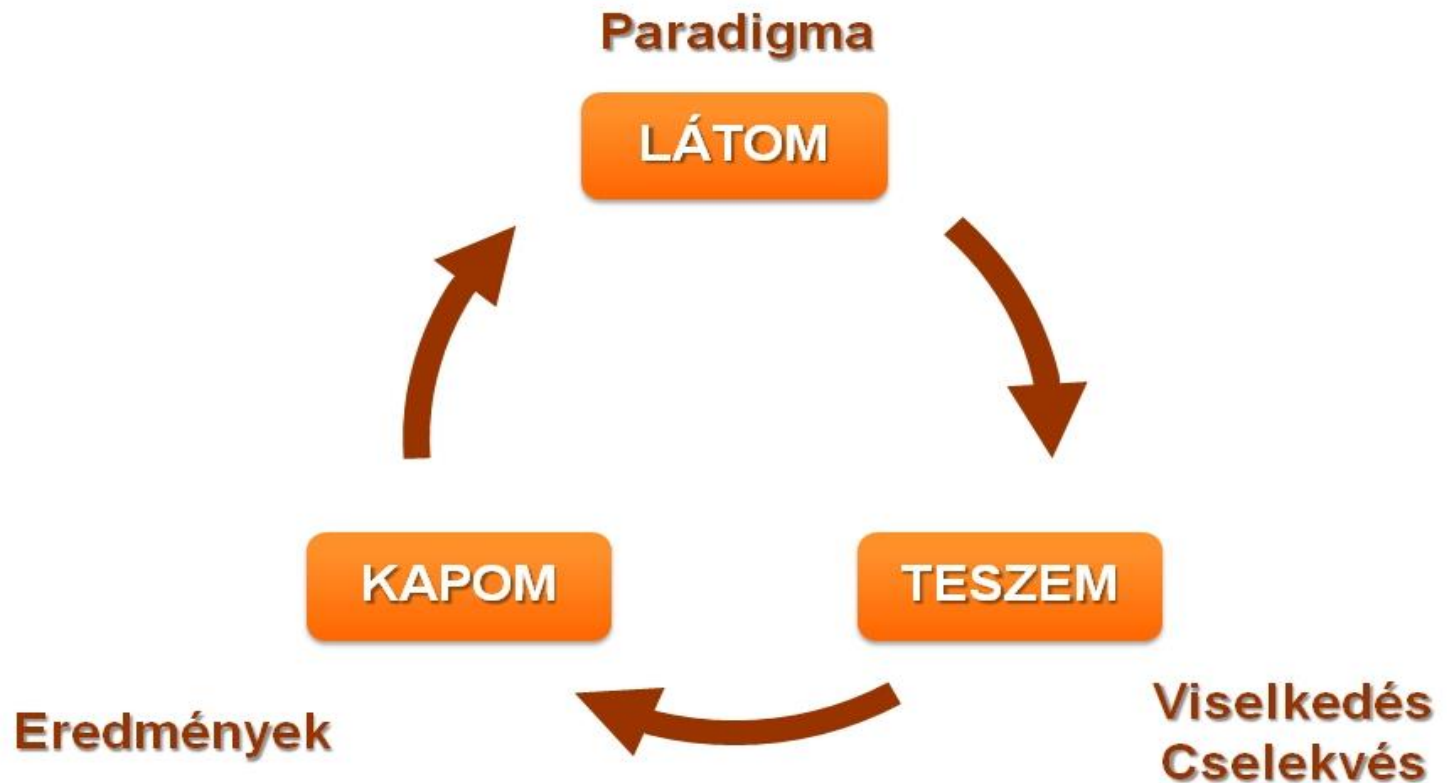 Paradigma
LÁTOM
KAPOM
TESZEM
Eredmények
Viselkedés
Cselekvés